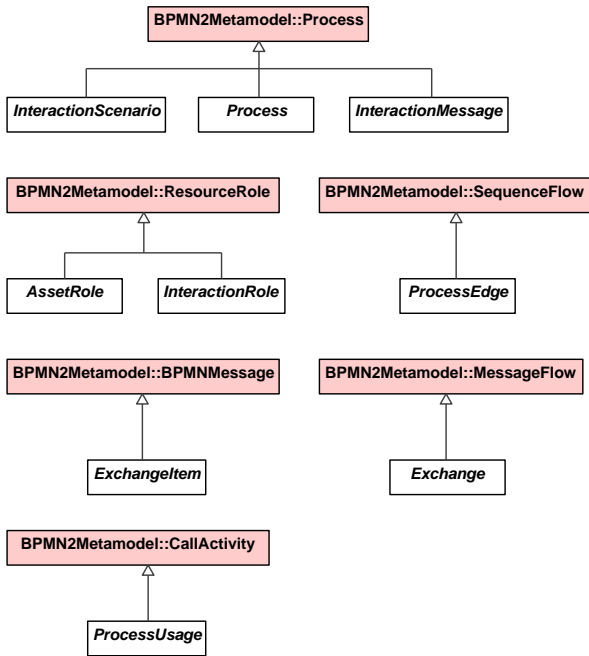 BPMN2Metamodel::Process
InteractionScenario
Process
InteractionMessage
BPMN2Metamodel::ResourceRole
BPMN2Metamodel::SequenceFlow
AssetRole
InteractionRole
ProcessEdge
BPMN2Metamodel::BPMNMessage
BPMN2Metamodel::MessageFlow
ExchangeItem
Exchange
BPMN2Metamodel::CallActivity
ProcessUsage